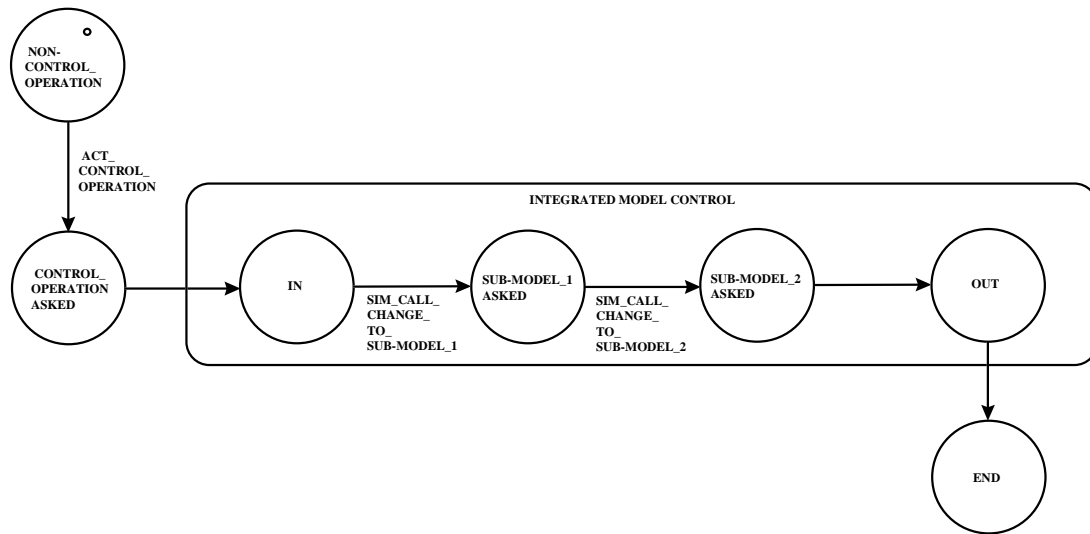 NON-
CONTROL_
OPERATION
ACT_
CONTROL_
OPERATION
INTEGRATED MODEL CONTROL
CONTROL_
OPERATION
ASKED
IN
SIM_CALL_
CHANGE_
TO_
SUB-MODEL_1
SUB-MODEL_1
ASKED
SIM_CALL_
CHANGE_
TO_
SUB-MODEL_2
SUB-MODEL_2
ASKED
OUT
END